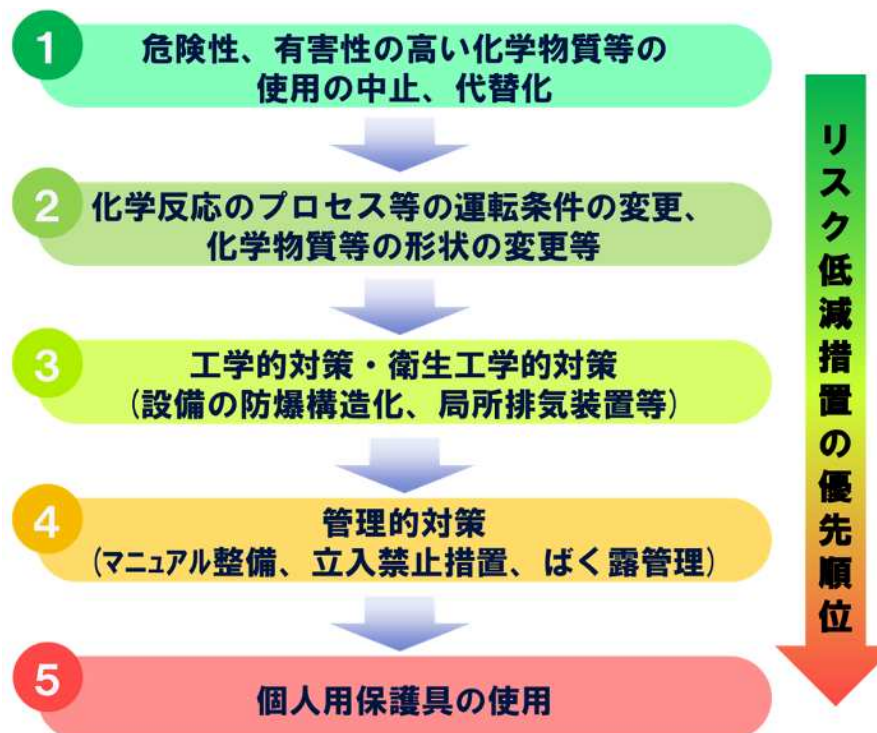 1
危険性、有害性の高い化学物質等の
使用の中止、代替化
2
化学反応のプロセス等の運転条件の変更、
化学物質等の形状の変更等
3
工学的対策・衛生工学的対策
(設備の防爆構造化、局所排気装置等)
4
管理的対策
(マニュアル整備、立入禁止措置、ばく露管理)
5
個人用保護具の使用
リスク低減措置の優先順位